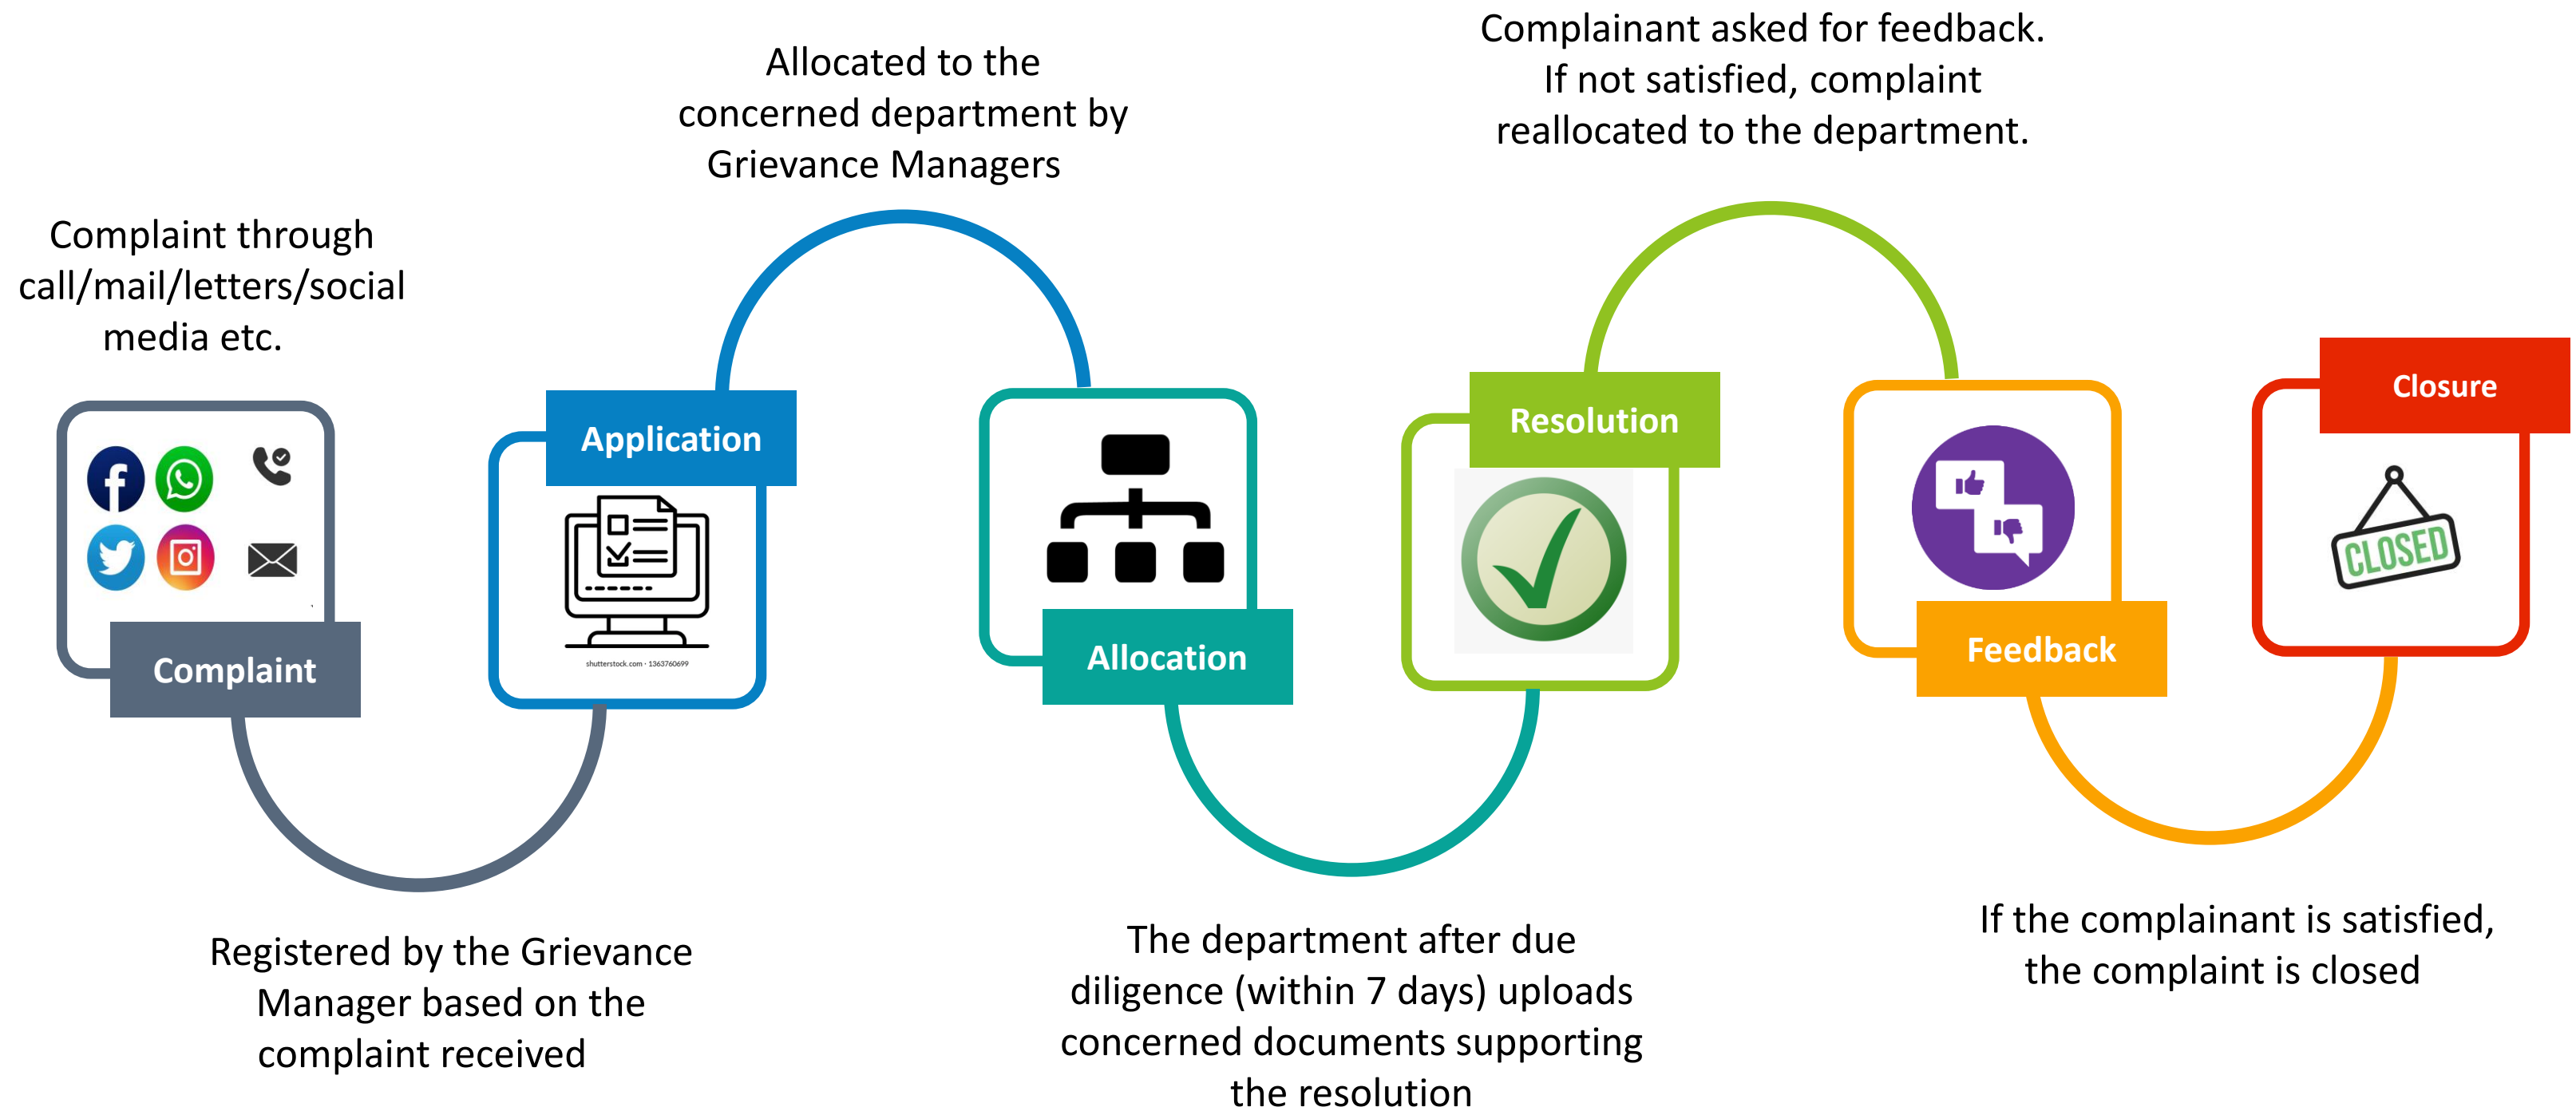 Complaint through
call/mail/letters/social
media etc.
Complaint
Registered by the Grievance
Manager based on the
complaint received
Application
shutterstock.com · 1363760699
Allocated to the
concerned department by
Grievance Managers
Allocation
The department after due
diligence (within 7 days) uploads
concerned documents supporting
the resolution
Resolution
Complainant asked for feedback.
If not satisfied, complaint
reallocated to the department.
Feedback
If the complainant is satisfied,
the complaint is closed
Closure
CLOSED